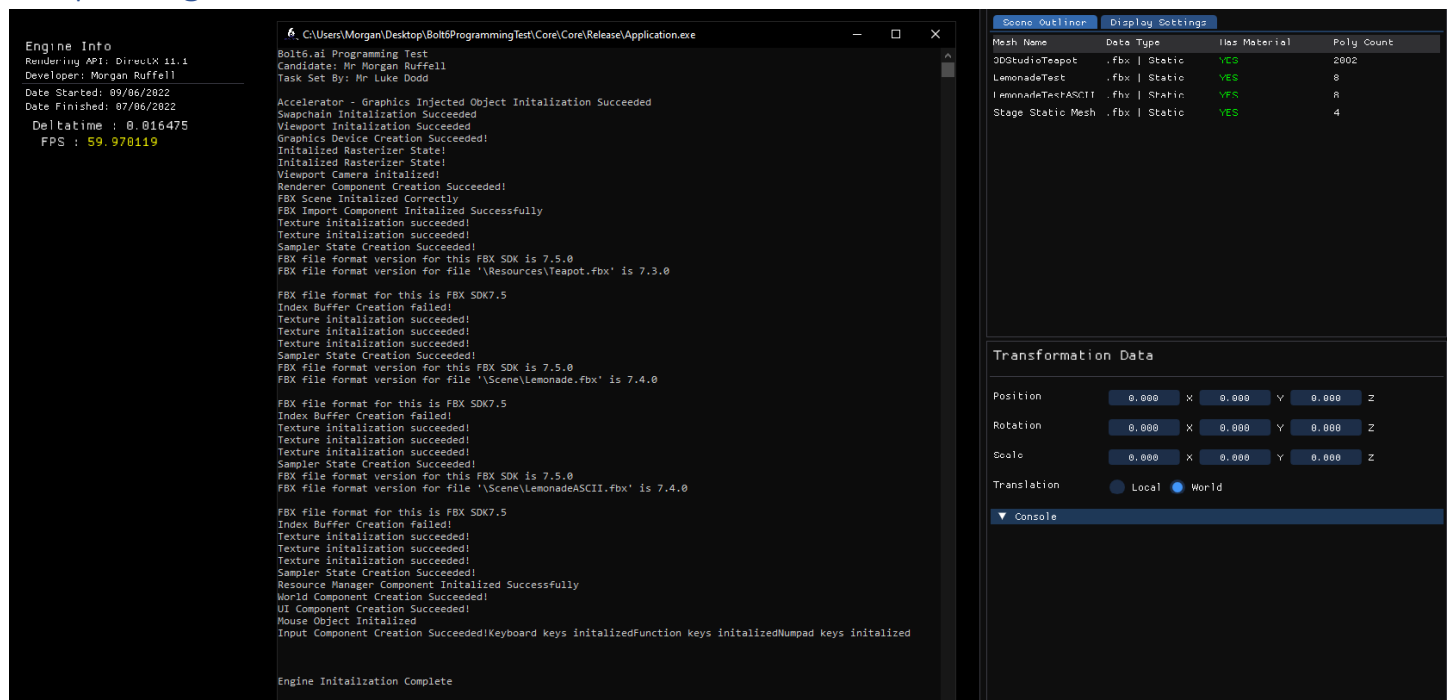 Engine Info
Rendering API: DirectX 11.1
Developer: Morgan Ruffell
Date Started: 09/06/2022
Date Finished: 07/06/2022
Deltatime : 0.016475
FPS : 59.970119
C:\Users\Morgan\Desktop\Bolt6ProgrammingTest\Core\Core\Release\Application.exe
Bolt6.ai Programming Test
Candidate: Mr Morgan Ruffell
Task Set By: Mr Luke Dodd
Accelerator - Graphics Injected Object Initalization Succeeded
Swapchain Initalization Succeeded
Viewport Initalization Succeeded
Graphics Device Creation Succeeded!
Initalized Rasterizer State!
Initalized Rasterizer State!
Viewport Camera initalized!
Renderer Component Creation Succeeded!
FBX Scene Initalized Correctly
FBX Import Component Initalized Successfully
Texture initalization succeeded!
Texture initalization succeeded!
Sampler State Creation Succeeded!
FBX file format version for this FBX SDK is 7.5.0
FBX file format version for file '\Resources\Teapot.fbx' is 7.3.0
FBX file format for this is FBX SDK7.5
Index Buffer Creation failed!
Texture initalization succeeded!
Texture initalization succeeded!
Texture initalization succeeded!
Sampler State Creation Succeeded!
FBX file format version for this FBX SDK is 7.5.0
FBX file format version for file '\Scene\Lemonade.fbx' is 7.4.0
FBX file format for this is FBX SDK7.5
Index Buffer Creation failed!
Texture initalization succeeded!
Texture initalization succeeded!
Texture initalization succeeded!
Sampler State Creation Succeeded!
FBX file format version for this FBX SDK is 7.5.0
FBX file format version for file '\Scene\LemonadeASCII.fbx' is 7.4.0
FBX file format for this is FBX SDK7.5
Index Buffer Creation failed!
Texture initalization succeeded!
Texture initalization succeeded!
Texture initalization succeeded!
Sampler State Creation Succeeded!
Resource Manager Component Initalized Successfully
World Component Creation Succeeded!
UI Component Creation Succeeded!
Mouse Object Initalized
Input Component Creation Succeeded!Keyboard keys initalizedFunction keys initalizedNumpad keys initalized
Engine Initailzation Complete
Scene Outliner Display Settings
Mesh Name Data Type Has Material Poly Count
3DStudioTeapot .fbx | Static YES 2002
LemonadeTest .fbx | Static YES 8
LemonadeTestASCII .fbx | Static YES 8
Stage Static Mesh .fbx | Static YES 4
Transformation Data
Position 0.000 X 0.000 Y 0.000 Z
Rotation 0.000 X 0.000 Y 0.000 Z
Scale 0.000 X 0.000 Y 0.000 Z
Translation Local World
Console